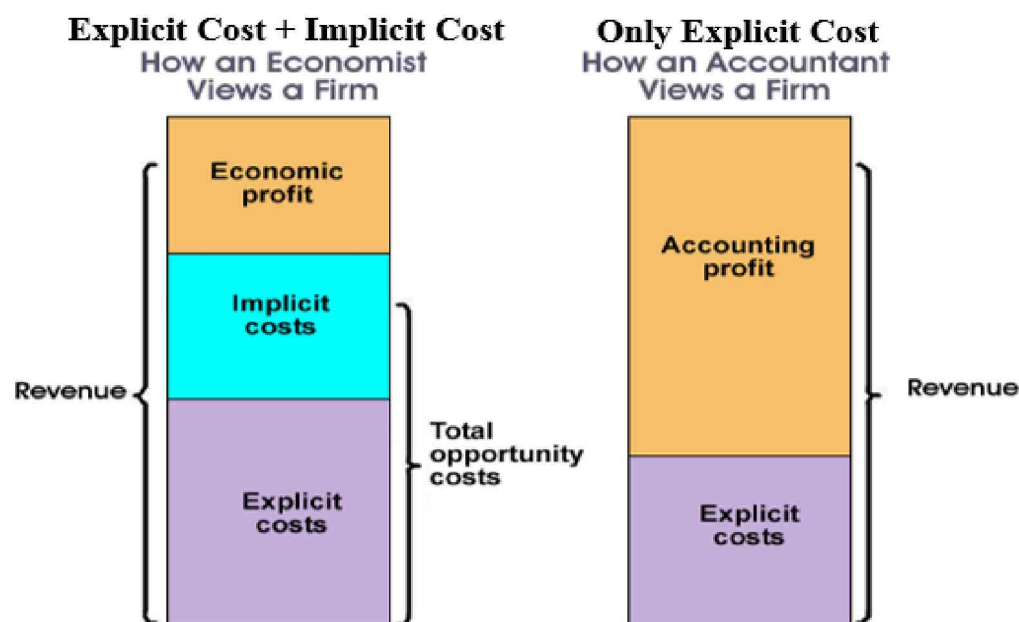 Explicit Cost + Implicit Cost
How an Economist
Views a Firm
Economic
profit
Implicit
costs
Revenue
Total
opportunity
costs
Explicit
costs
Only Explicit Cost
How an Accountant
Views a Firm
Accounting
profit
Revenue
Explicit
costs